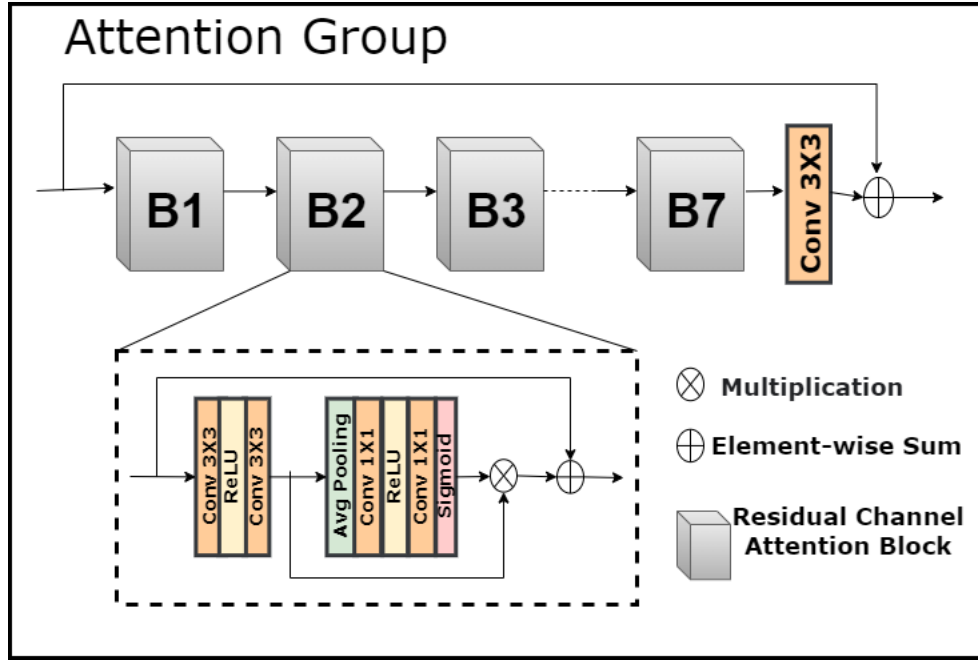 Attention Group
B1
B2
B3
B7
Conv 3X3
Conv 3X3
ReLU
Conv 3X3
Avg Pooling
Conv 1X1
ReLU
Conv 1X1
Sigmoid
Multiplication
Element-wise Sum
Residual Channel
Attention Block